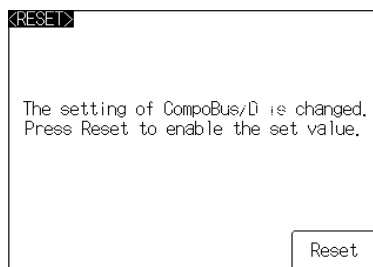 <RESET>
The setting of CompoBus/D is changed.
Press Reset to enable the set value.
Reset